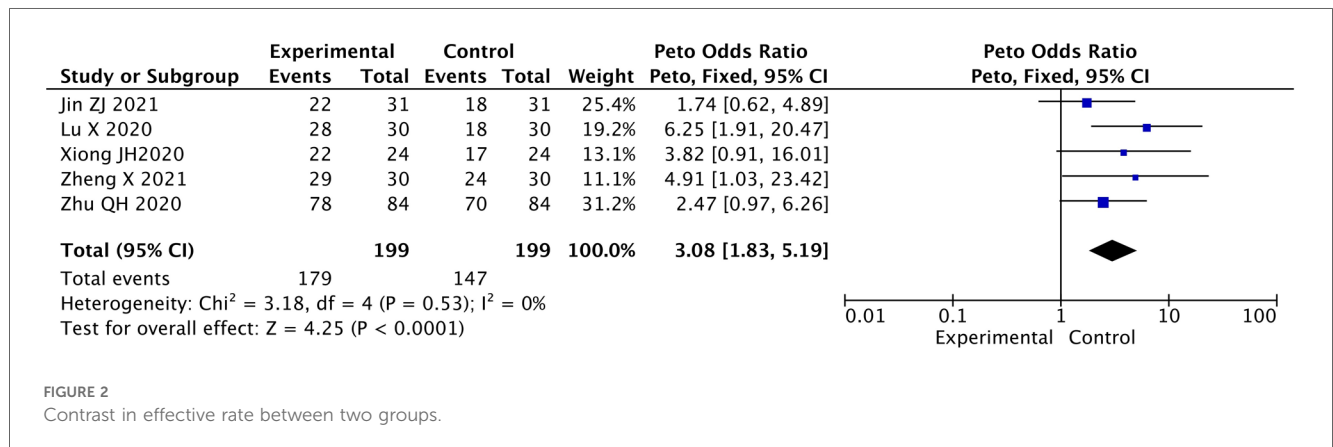 Experimental Control Peto Odds Ratio Peto Odds Ratio
Study or Subgroup Events Total Events Total Weight Peto, Fixed, 95% CI Peto, Fixed, 95% CI
Jin ZJ 2021 22 31 18 31 25.4% 1.74 [0.62, 4.89]
Lu X 2020 28 30 18 30 19.2% 6.25 [1.91, 20.47]
Xiong JH2020 22 24 17 24 13.1% 3.82 [0.91, 16.01]
Zheng X 2021 29 30 24 30 11.1% 4.91 [1.03, 23.42]
Zhu QH 2020 78 84 70 84 31.2% 2.47 [0.97, 6.26]
Total (95% CI) 199 199 100.0% 3.08 [1.83, 5.19]
Total events 179 147
Heterogeneity: Chi² = 3.18, df = 4 (P = 0.53); I² = 0%
Test for overall effect: Z = 4.25 (P < 0.0001)
0.01 0.1 1 10 100
Experimental Control
FIGURE 2
Contrast in effective rate between two groups.